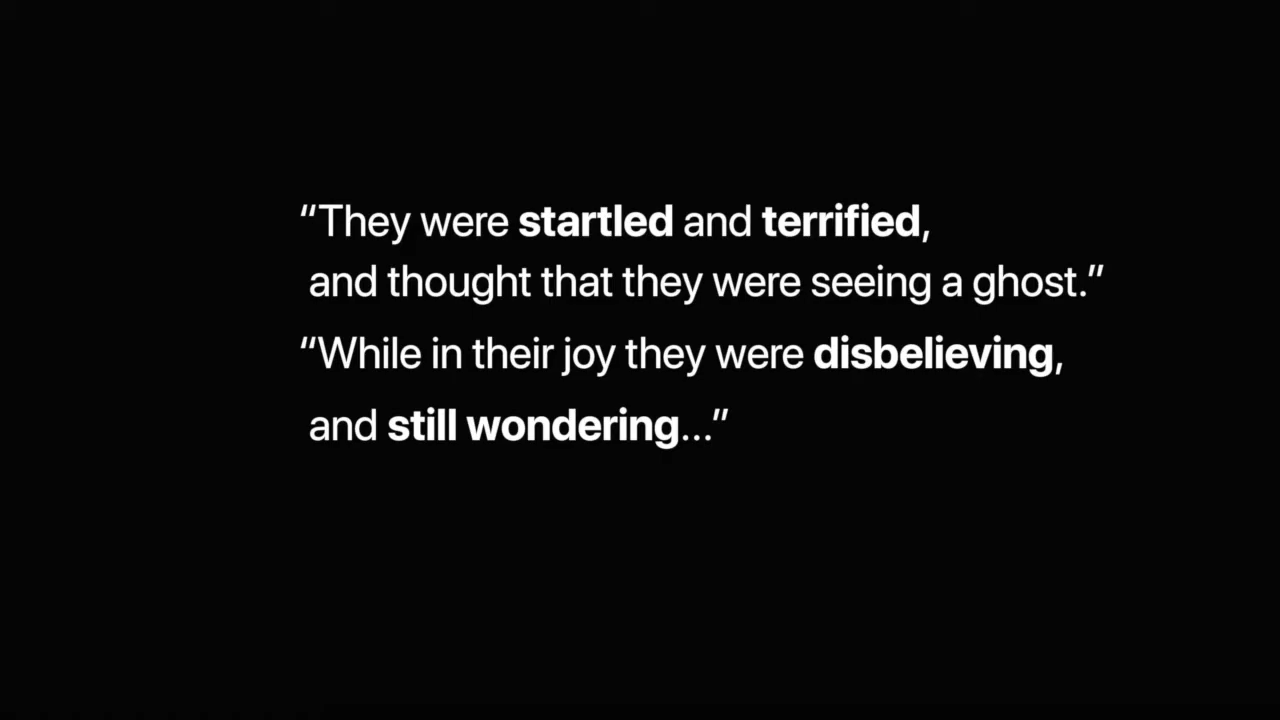 “They were startled and terrified,
and thought that they were seeing a ghost.”
“While in their joy they were disbelieving,
and still wondering...”